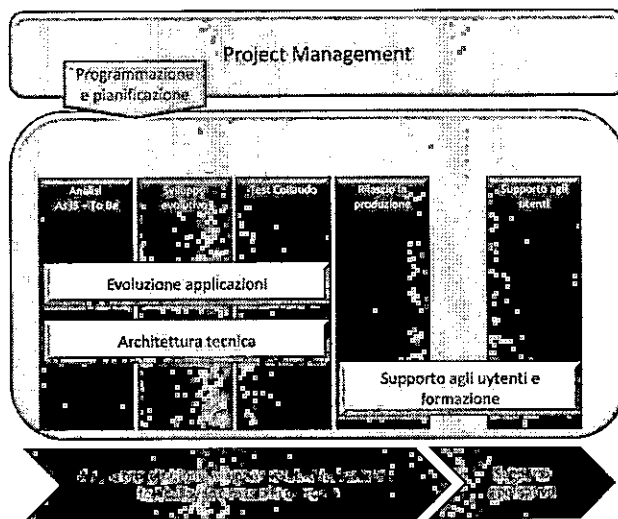 Project Management
Programmazione
e pianificazione
Analisi
As IS – To Be
Sviluppo
evolutivo
Test Collaudo
Rilascio in
produzione
Supporto agli
utenti
Evoluzione applicazioni
Architettura tecnica
Supporto agli uytenti e
formazione